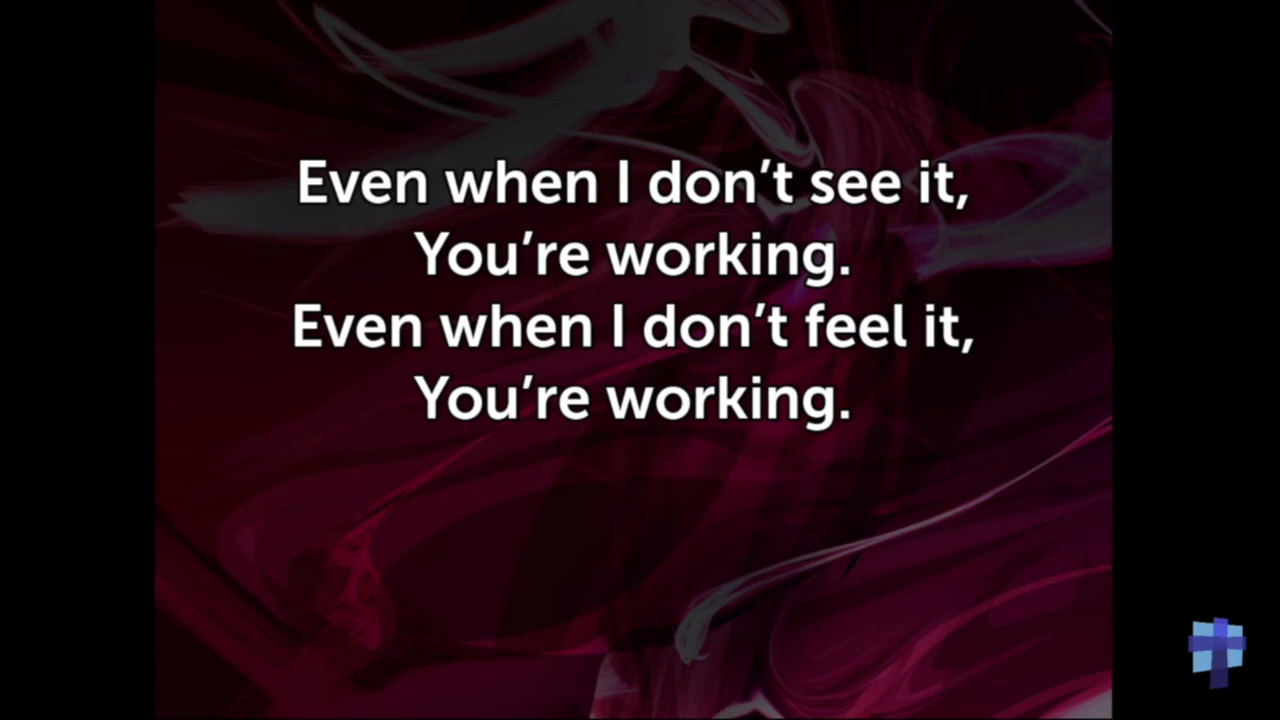 Even when I don’t see it,
You’re working.
Even when I don’t feel it,
You’re working.